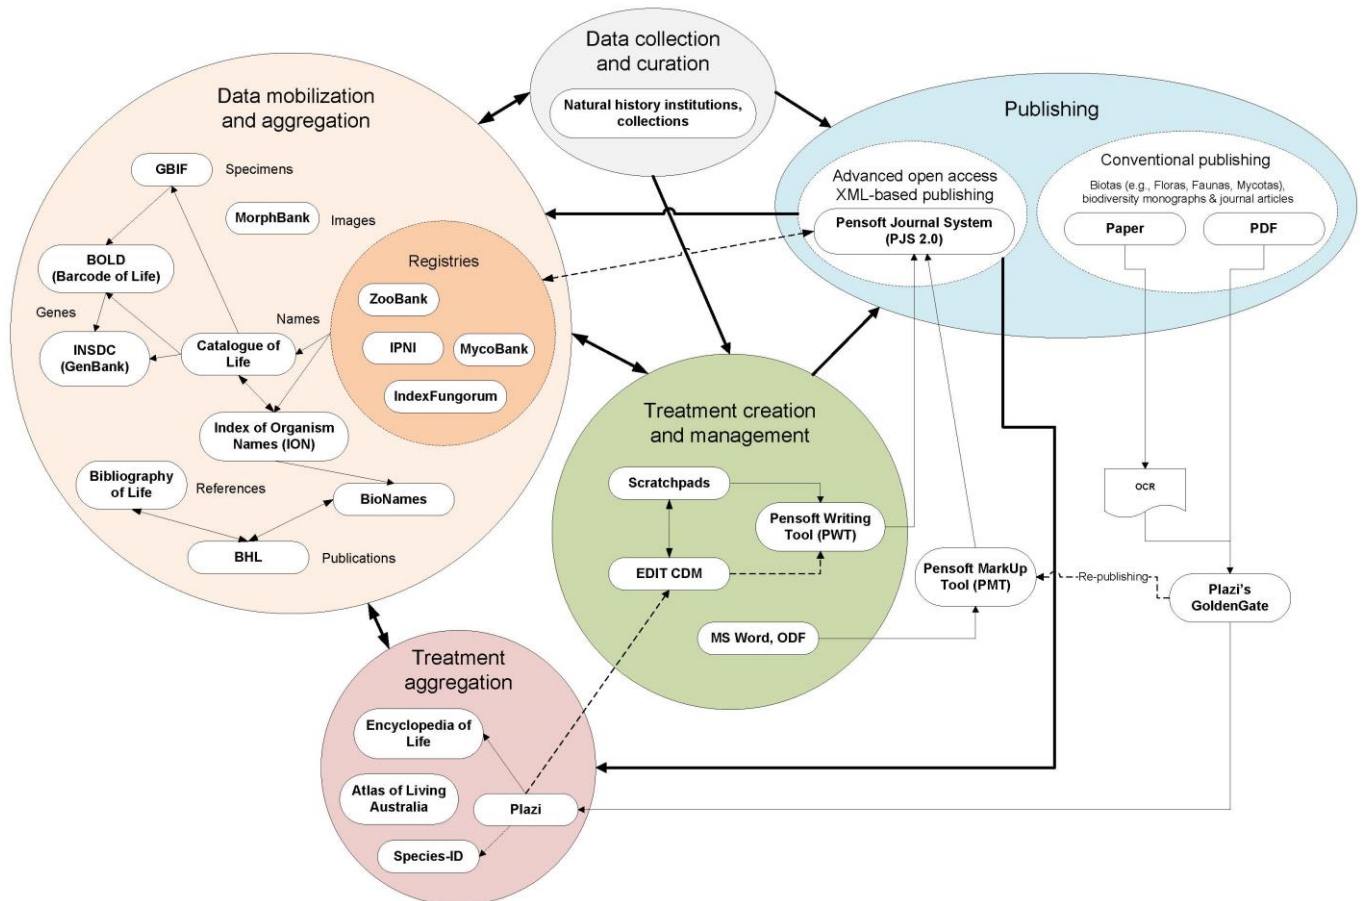 Data collection
and curation
Natural history institutions,
collections
Data mobilization
and aggregation
GBIF
Specimens
MorphBank
Images
BOLD
(Barcode of Life)
Genes
INSDC
(GenBank)
Names
Catalogue of
Life
Registries
ZooBank
IPNI
MycoBank
IndexFungorum
Index of Organism
Names (ION)
Bibliography
of Life
References
BioNames
BHL
Publications
Publishing
Advanced open access
XML-based publishing
Pensoft Journal System
(PJS 2.0)
Conventional publishing
Biotas (e.g., Floras, Faunas, Mycotas),
biodiversity monographs & journal articles
Paper
PDF
OCR
Treatment creation
and management
Scratchpads
Pensoft Writing
Tool (PWT)
EDIT CDM
MS Word, ODF
Pensoft MarkUp
Tool (PMT)
Re-publishing
Plazi's
GoldenGate
Treatment
aggregation
Encyclopedia of
Life
Atlas of Living
Australia
Plazi
Species-ID